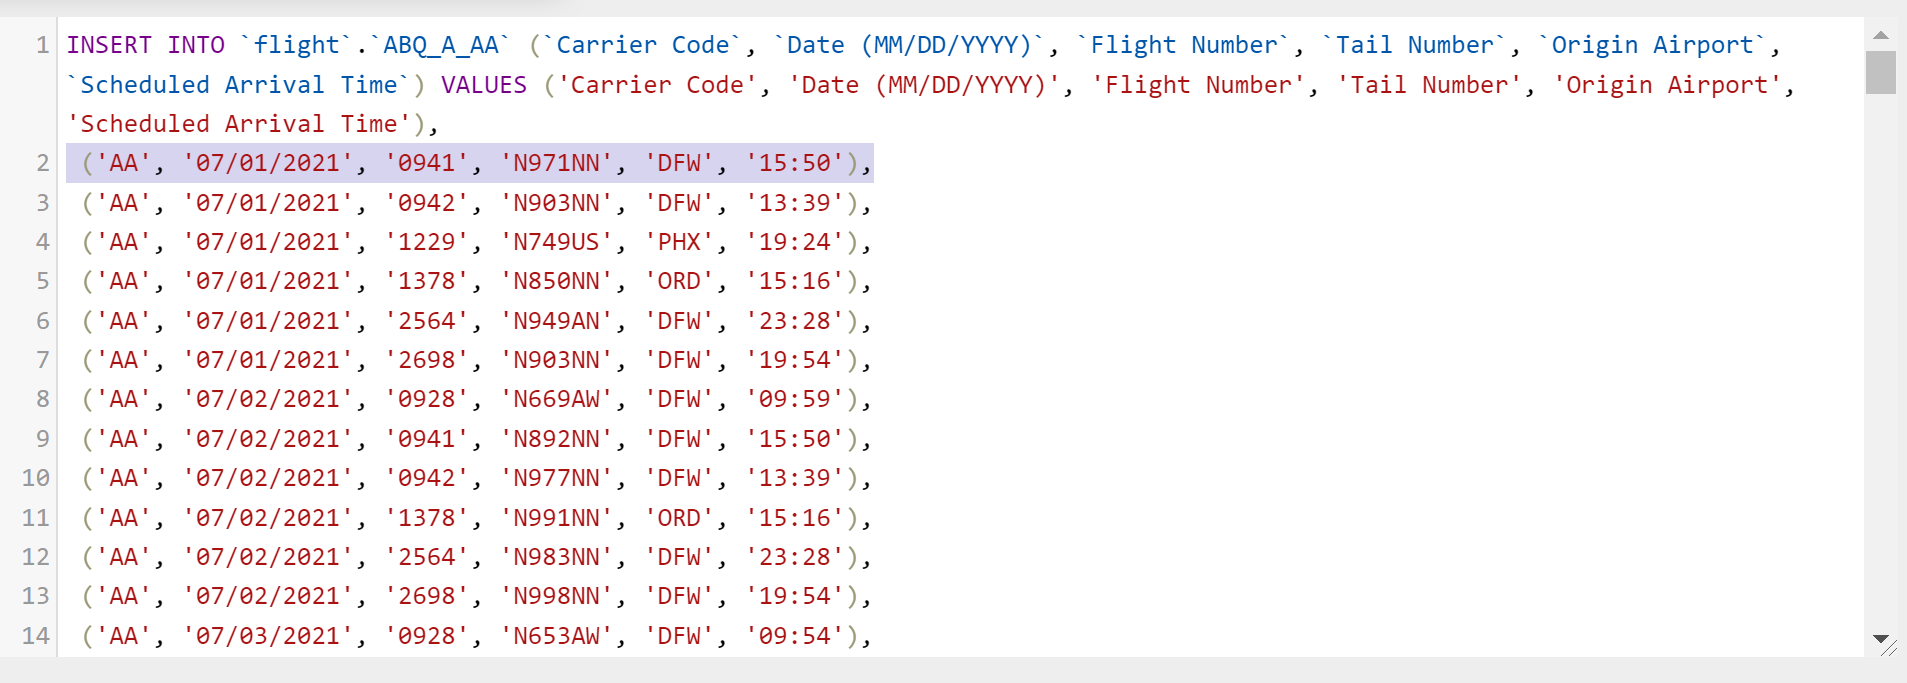 1 INSERT INTO `flight`.`ABQ_A_AA` (`Carrier Code`, `Date (MM/DD/YYYY)`, `Flight Number`, `Tail Number`, `Origin Airport`,
`Scheduled Arrival Time`) VALUES ('Carrier Code', 'Date (MM/DD/YYYY)', 'Flight Number', 'Tail Number', 'Origin Airport',
'Scheduled Arrival Time'),
2 ('AA', '07/01/2021', '0941', 'N971NN', 'DFW', '15:50'),
3 ('AA', '07/01/2021', '0942', 'N903NN', 'DFW', '13:39'),
4 ('AA', '07/01/2021', '1229', 'N749US', 'PHX', '19:24'),
5 ('AA', '07/01/2021', '1378', 'N850NN', 'ORD', '15:16'),
6 ('AA', '07/01/2021', '2564', 'N949AN', 'DFW', '23:28'),
7 ('AA', '07/01/2021', '2698', 'N903NN', 'DFW', '19:54'),
8 ('AA', '07/02/2021', '0928', 'N669AW', 'DFW', '09:59'),
9 ('AA', '07/02/2021', '0941', 'N892NN', 'DFW', '15:50'),
10 ('AA', '07/02/2021', '0942', 'N977NN', 'DFW', '13:39'),
11 ('AA', '07/02/2021', '1378', 'N991NN', 'ORD', '15:16'),
12 ('AA', '07/02/2021', '2564', 'N983NN', 'DFW', '23:28'),
13 ('AA', '07/02/2021', '2698', 'N998NN', 'DFW', '19:54'),
14 ('AA', '07/03/2021', '0928', 'N653AW', 'DFW', '09:54'),